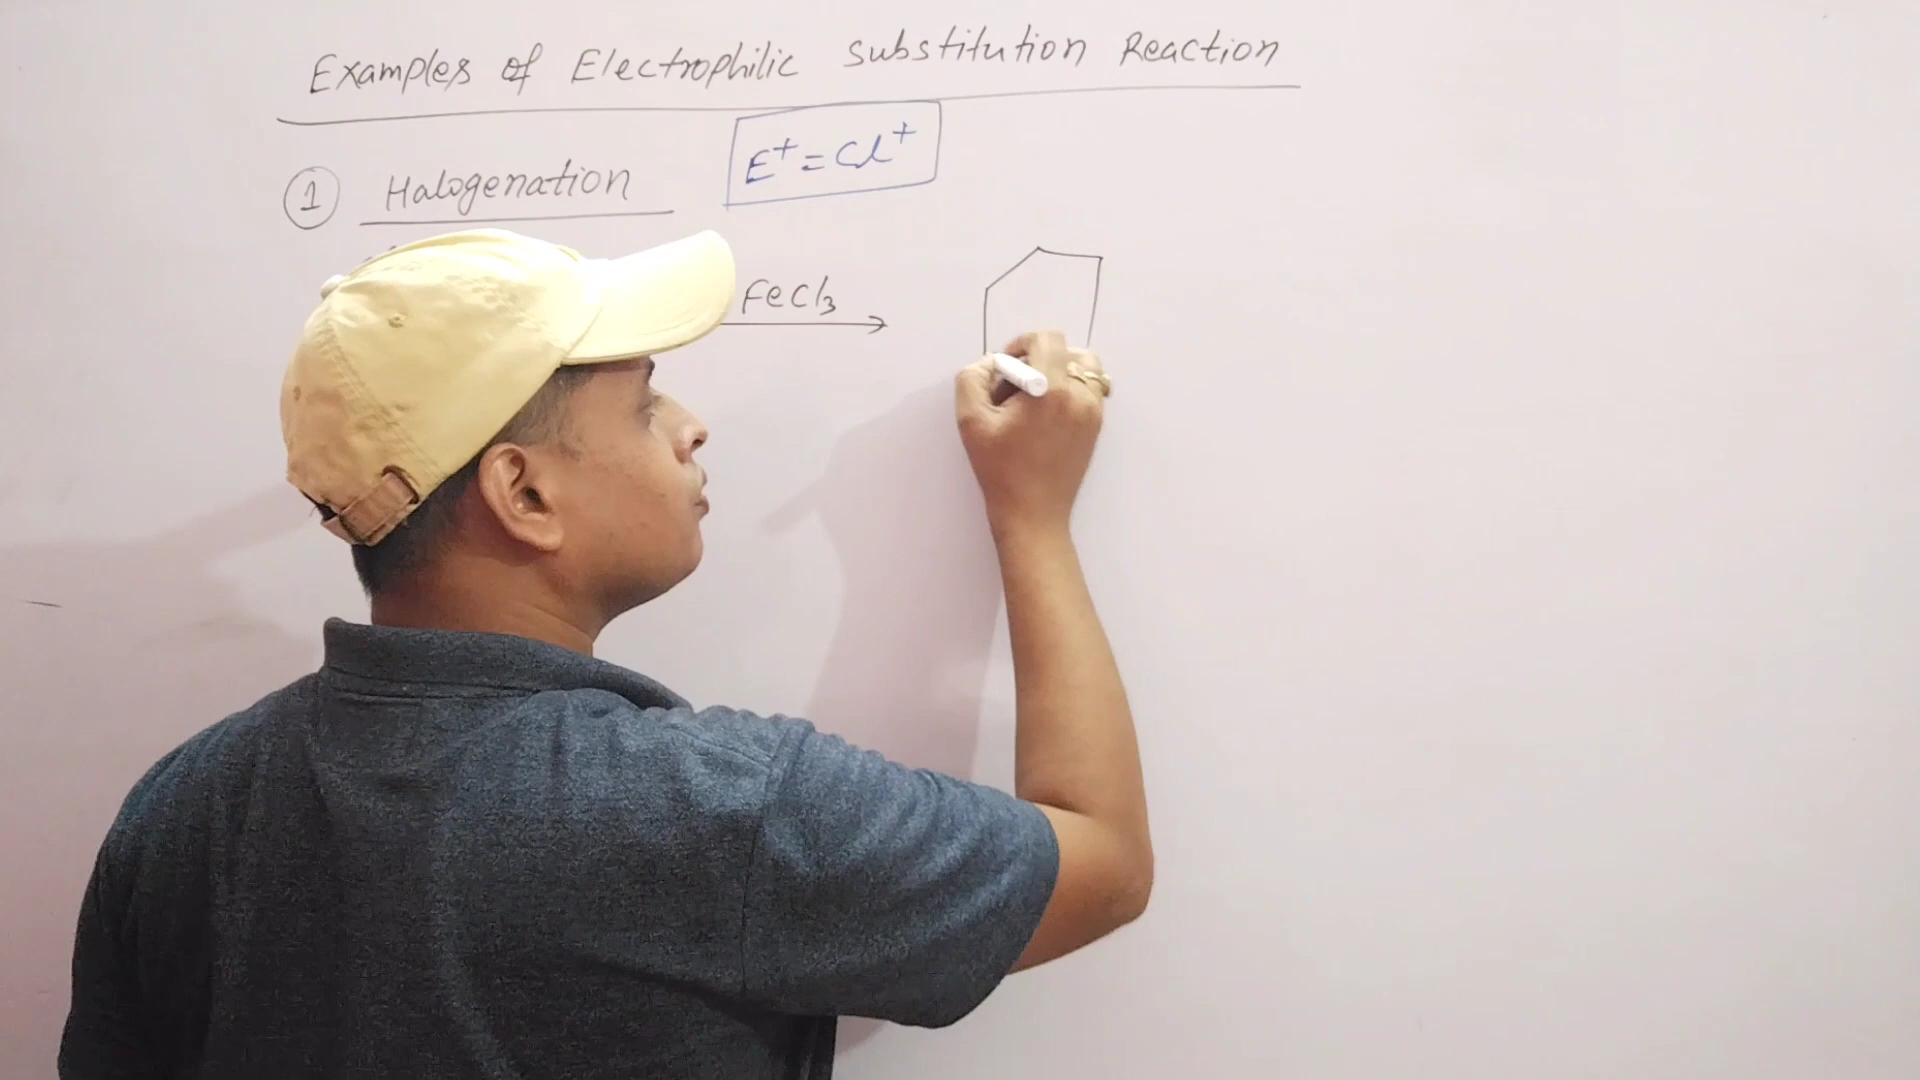 Examples of Electrophilic substitution Reaction
E⁺ = Cl⁺
① Halogenation
FeCl₃